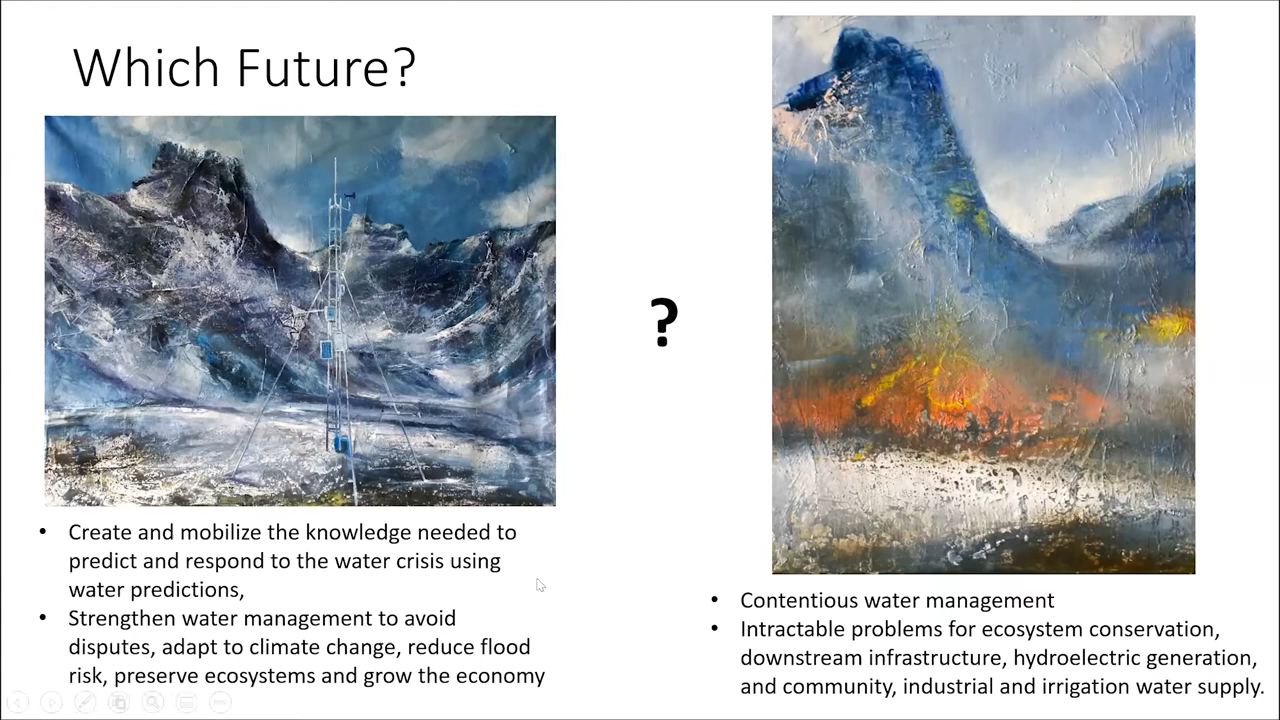 Which Future?
?
• Create and mobilize the knowledge needed to
predict and respond to the water crisis using
water predictions,
• Strengthen water management to avoid
disputes, adapt to climate change, reduce flood
risk, preserve ecosystems and grow the economy
• Contentious water management
• Intractable problems for ecosystem conservation,
downstream infrastructure, hydroelectric generation,
and community, industrial and irrigation water supply.